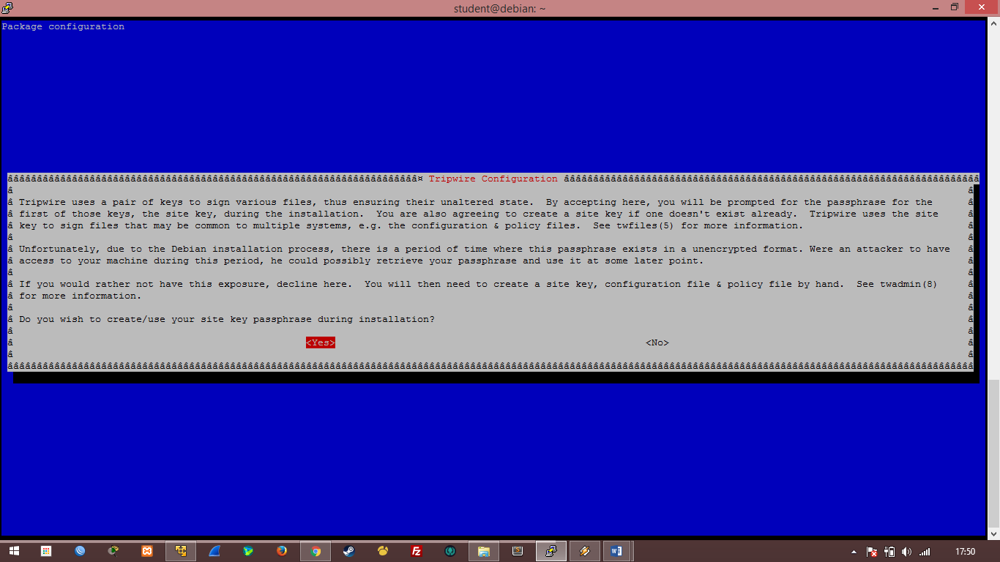 student@debian: ~
Package configuration
Tripwire Configuration
Tripwire uses a pair of keys to sign various files, thus ensuring their unaltered state.  By accepting here, you will be prompted for the passphrase for the
first of those keys, the site key, during the installation.  You are also agreeing to create a site key if one doesn't exist already.  Tripwire uses the site
key to sign files that may be common to multiple systems, e.g. the configuration & policy files.  See twfiles(5) for more information.
Unfortunately, due to the Debian installation process, there is a period of time where this passphrase exists in a unencrypted format. Were an attacker to have
access to your machine during this period, he could possibly retrieve your passphrase and use it at some later point.
If you would rather not have this exposure, decline here.  You will then need to create a site key, configuration file & policy file by hand.  See twadmin(8)
for more information.
Do you wish to create/use your site key passphrase during installation?
<Yes> <No>
17:50